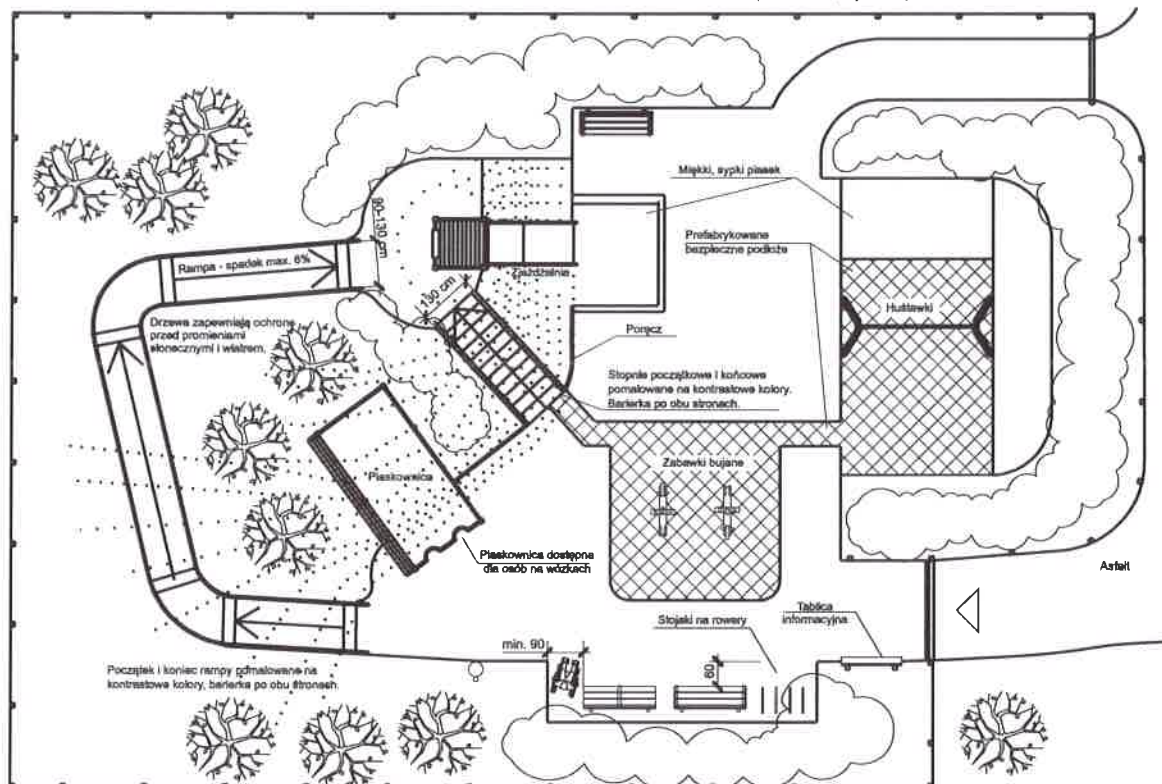 Miękki, sypki piasek
90-130 cm
Prefabrykowane
bezpieczne podłoże
Rampa - spadek max. 6%
Zjeżdżalnia
130 cm
Huśtawki
Drzewa zapewniają ochronę
przed promieniami
słonecznymi i wiatrem.
Poręcz
Stopnie początkowe i końcowe
pomalowane na kontrastowe kolory.
Barierka po obu stronach.
Zabawki bujane
Piaskownica
Piaskownica dostępna
dla osób na wózkach
Asfalt
Tablica
informacyjna
Stojaki na rowery
min. 90
60
Początek i koniec rampy pomalowane na
kontrastowe kolory, barierka po obu stronach.